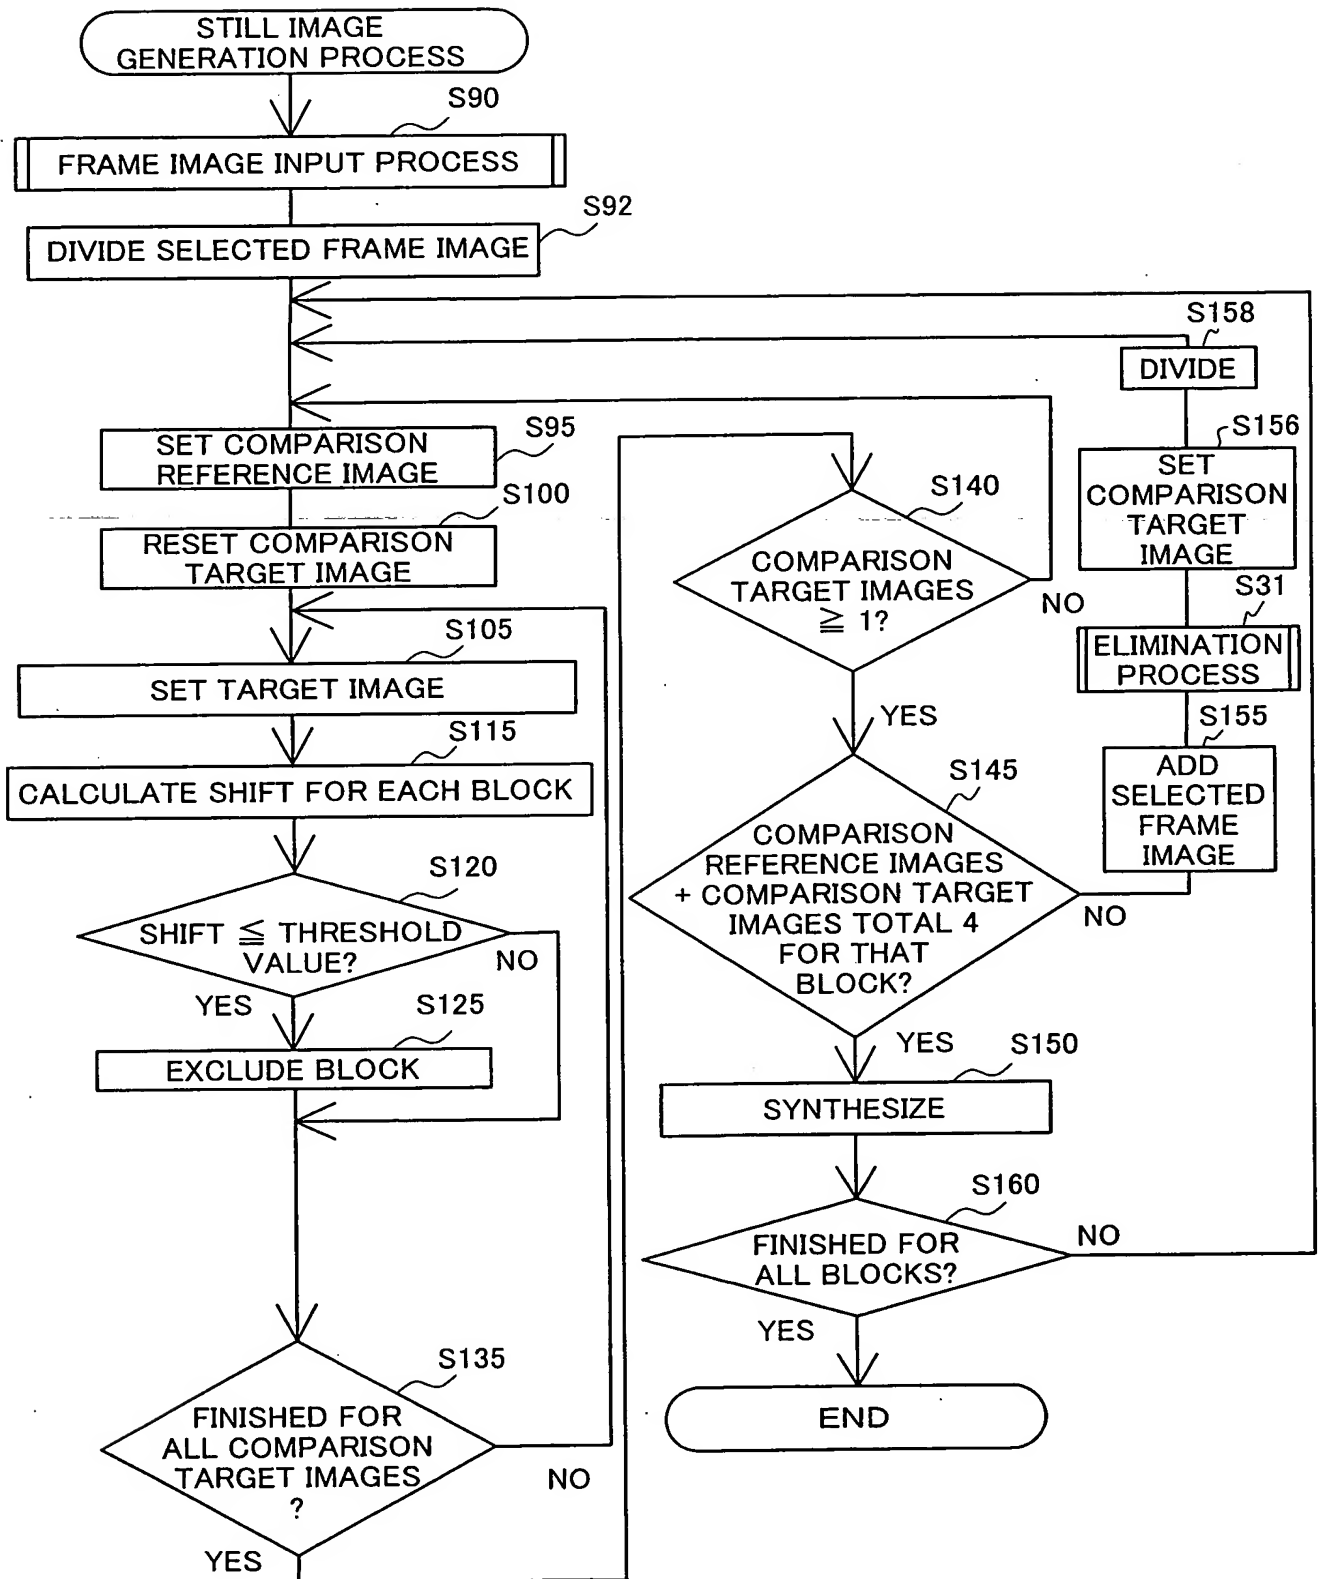 STILL IMAGE
GENERATION PROCESS
S90
FRAME IMAGE INPUT PROCESS
S92
DIVIDE SELECTED FRAME IMAGE
S95
SET COMPARISON
REFERENCE IMAGE
S100
RESET COMPARISON
TARGET IMAGE
S105
SET TARGET IMAGE
S115
CALCULATE SHIFT FOR EACH BLOCK
S120
SHIFT ≦ THRESHOLD
VALUE?
NO
YES
S125
EXCLUDE BLOCK
S135
FINISHED FOR
ALL COMPARISON
TARGET IMAGES
?
NO
YES
S140
COMPARISON
TARGET IMAGES
≧ 1?
NO
YES
S145
COMPARISON
REFERENCE IMAGES
+ COMPARISON TARGET
IMAGES TOTAL 4
FOR THAT
BLOCK?
NO
YES
S150
SYNTHESIZE
S160
FINISHED FOR
ALL BLOCKS?
NO
YES
END
S158
DIVIDE
S156
SET
COMPARISON
TARGET
IMAGE
S31
ELIMINATION
PROCESS
S155
ADD
SELECTED
FRAME
IMAGE